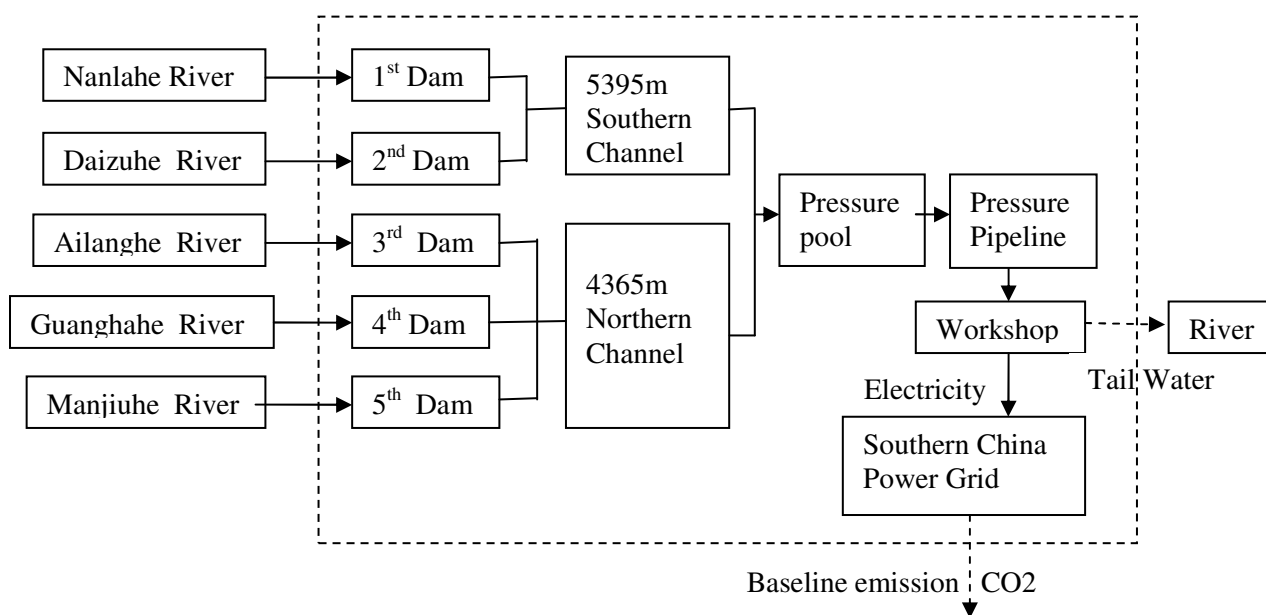 Nanlahe River
1st Dam
Daizuhe River
2nd Dam
5395m
Southern
Channel
Ailanghe River
3rd Dam
Guanghahe River
4th Dam
Manjiuhe River
5th Dam
4365m
Northern
Channel
Pressure
pool
Pressure
Pipeline
Workshop
River
Tail Water
Electricity
Southern China
Power Grid
Baseline emission CO2